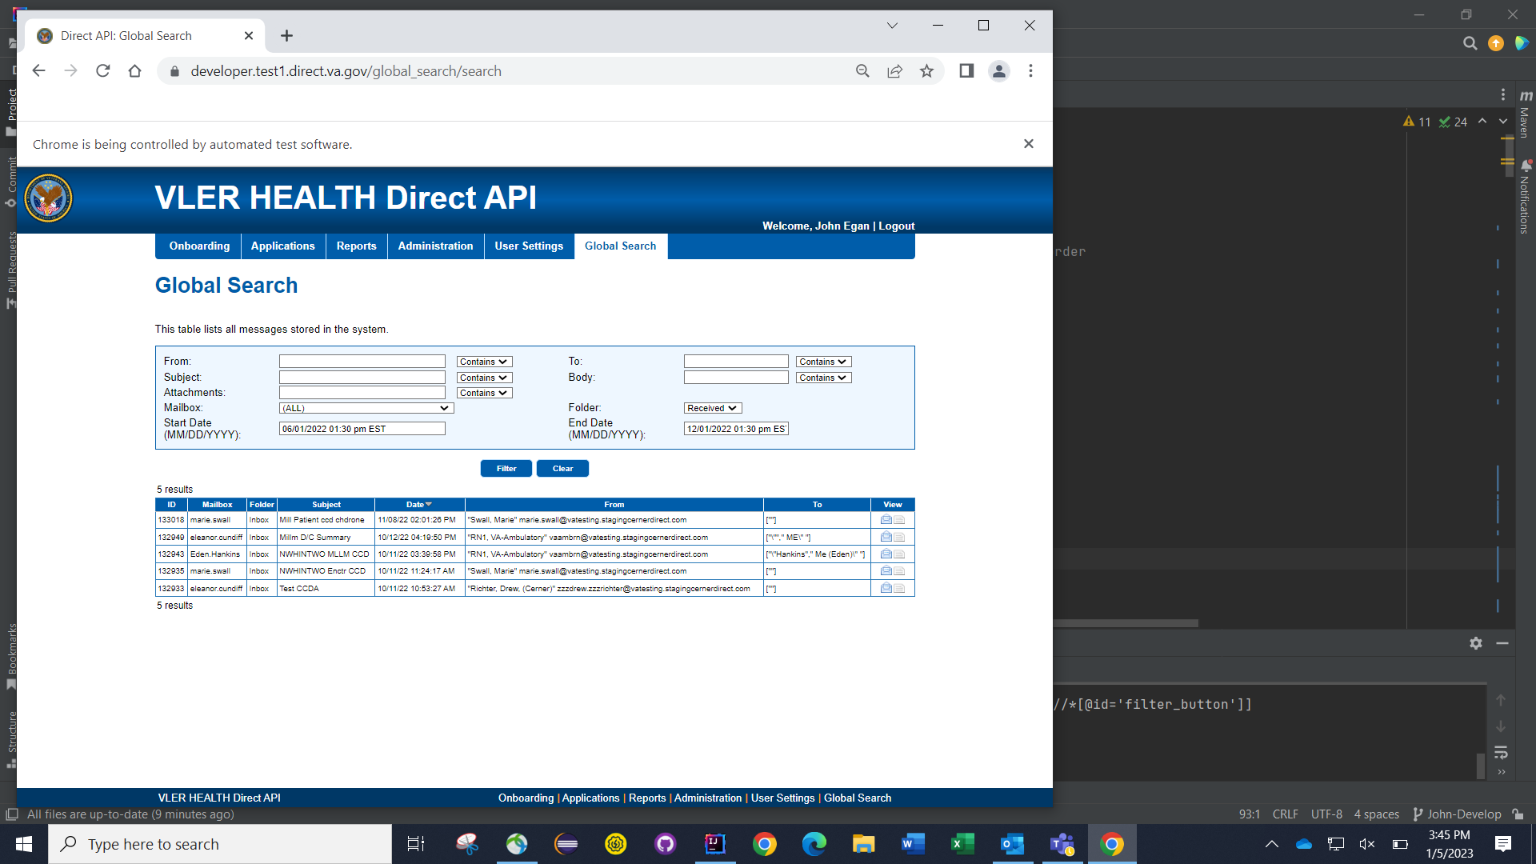 Direct API: Global Search
developer.test1.direct.va.gov/global_search/search
Chrome is being controlled by automated test software.
VLER HEALTH Direct API
Welcome, John Egan | Logout
Onboarding Applications Reports Administration User Settings Global Search
Global Search
This table lists all messages stored in the system.
From: Contains To: Contains
Subject: Contains Body: Contains
Attachments: Contains
Mailbox: (ALL) Folder: Received
Start Date (MM/DD/YYYY): 06/01/2022 01:30 pm EST End Date (MM/DD/YYYY): 12/01/2022 01:30 pm ES
Filter Clear
5 results
ID Mailbox Folder Subject Date From To View
133018 marie.swall Inbox Mill Patient ccd chdrone 11/08/22 02:01:26 PM "Swall, Marie" marie.swall@vatesting.stagingcernerdirect.com [""]
132949 eleanor.cundiff Inbox Millm D/C Summary 10/12/22 04:19:50 PM "RN1, VA-Ambulatory" vaambrn@vatesting.stagingcernerdirect.com ["\""," ME\" "]
132943 Eden.Hankins Inbox NWHINTWO MLLM CCD 10/11/22 03:39:58 PM "RN1, VA-Ambulatory" vaambrn@vatesting.stagingcernerdirect.com ["\"Hankins"," Me (Eden)\" "]
132935 marie.swall Inbox NWHINTWO Enctr CCD 10/11/22 11:24:17 AM "Swall, Marie" marie.swall@vatesting.stagingcernerdirect.com [""]
132933 eleanor.cundiff Inbox Test CCDA 10/11/22 10:53:27 AM "Richter, Drew, (Cerner)" zzzdrew.zzzrichter@vatesting.stagingcernerdirect.com [""]
5 results
VLER HEALTH Direct API Onboarding | Applications | Reports | Administration | User Settings | Global Search
Project
Commit
Pull Requests
Bookmarks
Structure
11 24
m
Maven
Notifications
rder
//*[@id='filter_button']]
All files are up-to-date (9 minutes ago) 93:1 CRLF UTF-8 4 spaces John-Develop
Type here to search
3:45 PM
1/5/2023